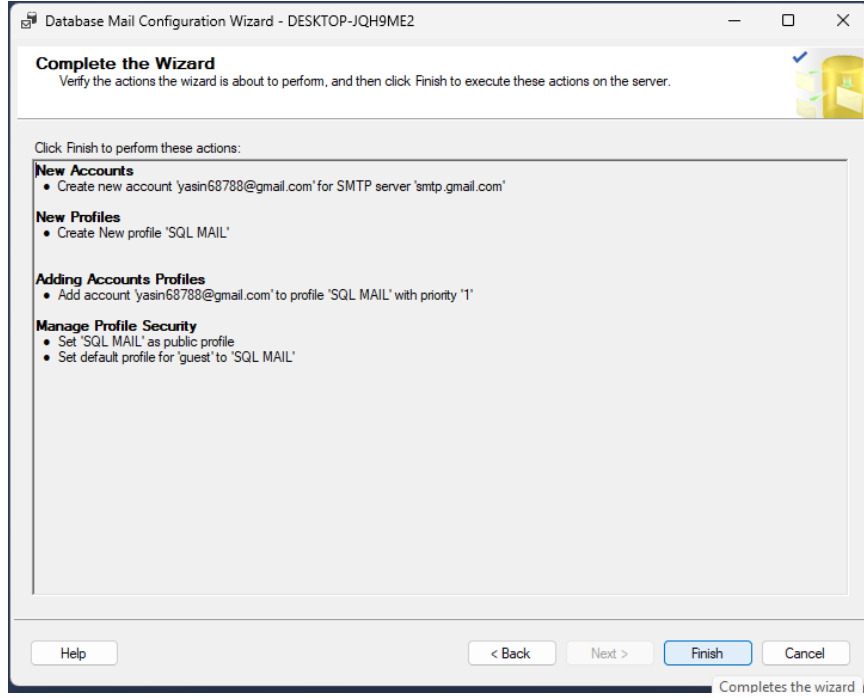 Database Mail Configuration Wizard - DESKTOP-JQH9ME2
Complete the Wizard
Verify the actions the wizard is about to perform, and then click Finish to execute these actions on the server.
Click Finish to perform these actions:
New Accounts
• Create new account 'yasin68788@gmail.com' for SMTP server 'smtp.gmail.com'
New Profiles
• Create New profile 'SQL MAIL'
Adding Accounts Profiles
• Add account 'yasin68788@gmail.com' to profile 'SQL MAIL' with priority '1'
Manage Profile Security
• Set 'SQL MAIL' as public profile
• Set default profile for 'guest' to 'SQL MAIL'
Help < Back Next > Finish Cancel
Completes the wizard